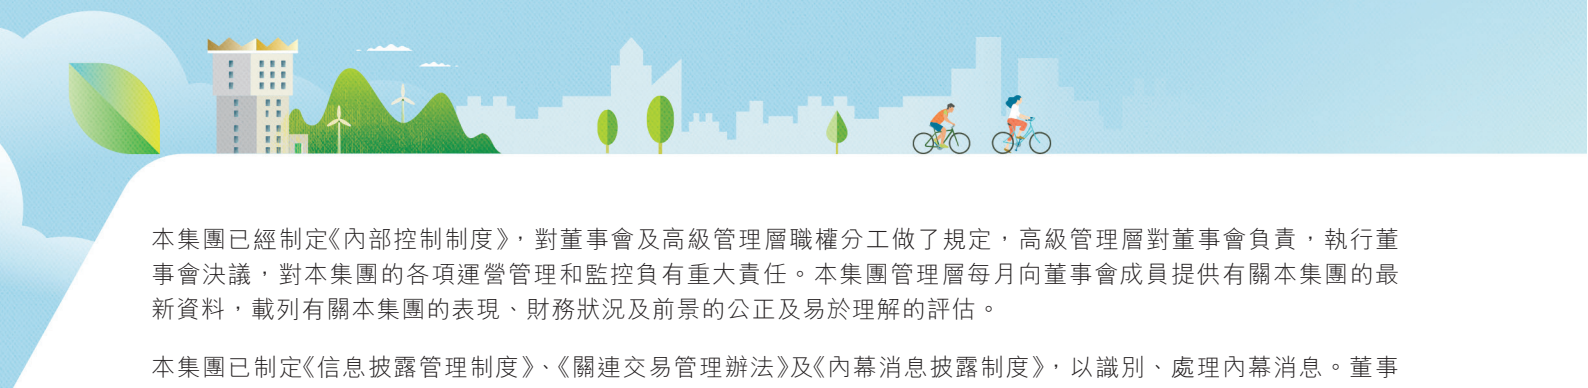 本集團已經制定《內部控制制度》，對董事會及高級管理層職權分工做了規定，高級管理層對董事會負責，執行董
事會決議，對本集團的各項運營管理和監控負有重大責任。本集團管理層每月向董事會成員提供有關本集團的最
新資料，載列有關本集團的表現、財務狀況及前景的公正及易於理解的評估。
本集團已制定《信息披露管理制度》、《關連交易管理辦法》及《內幕消息披露制度》，以識別、處理內幕消息。董事